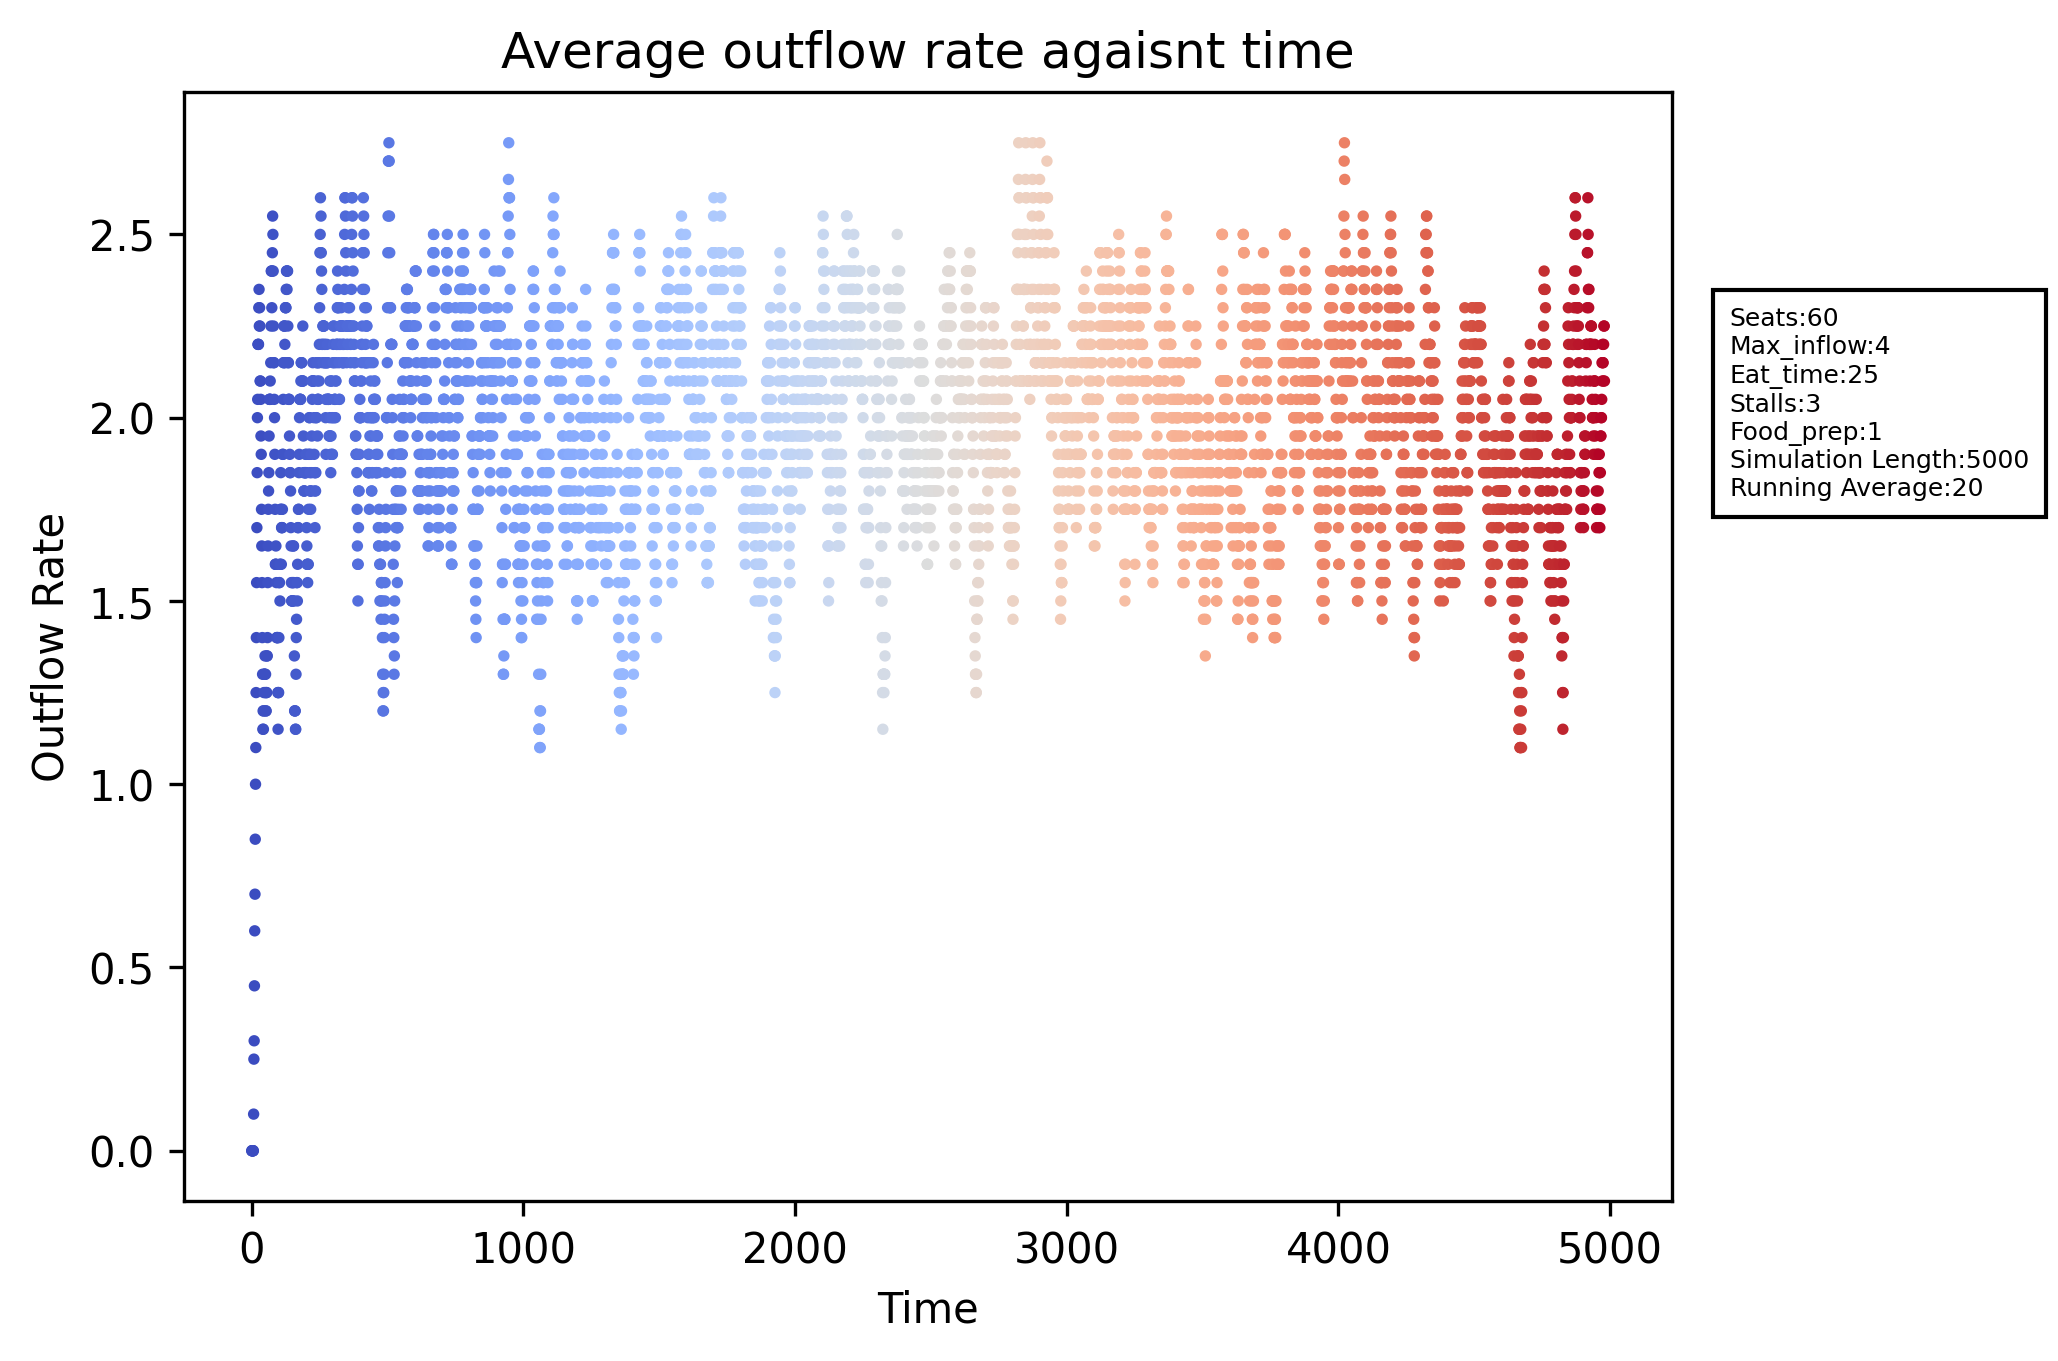 Average outflow rate agaisnt time
Outflow Rate
2.5
2.0
1.5
1.0
0.5
0.0
0 1000 2000 3000 4000 5000
Time
Seats:60
Max_inflow:4
Eat_time:25
Stalls:3
Food_prep:1
Simulation Length:5000
Running Average:20